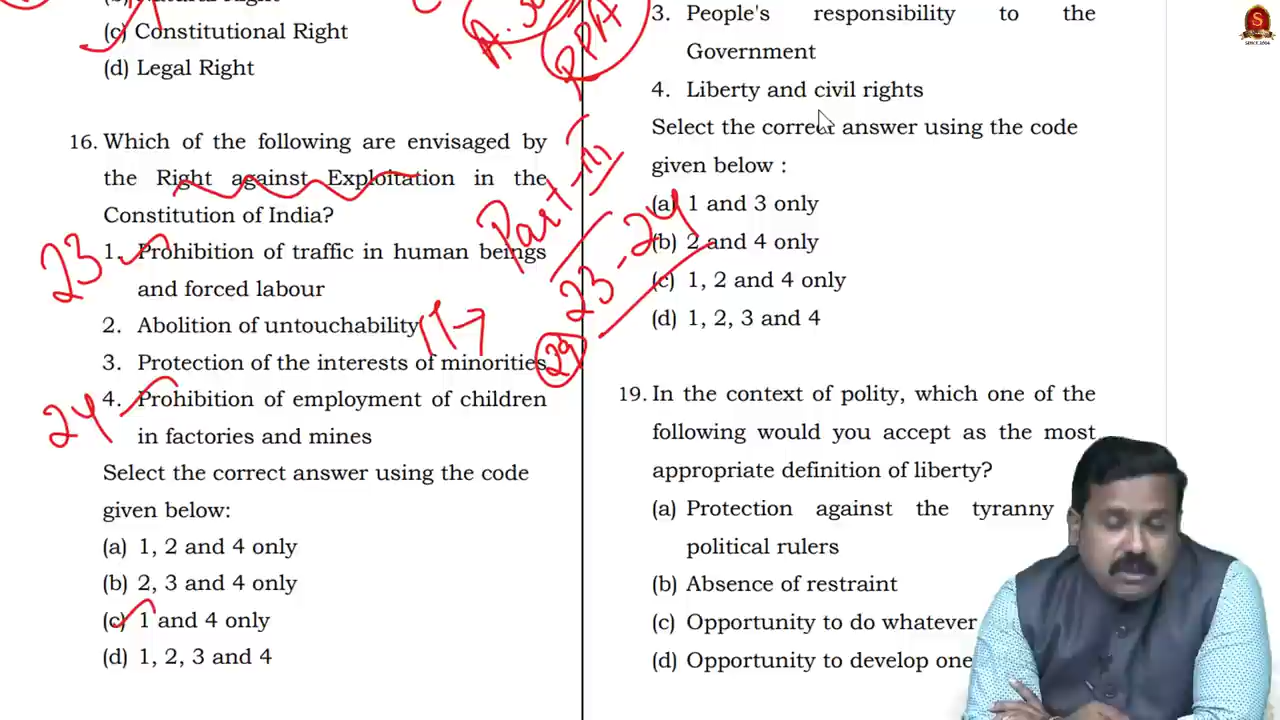 (c) Constitutional Right
(d) Legal Right
16. Which of the following are envisaged by
the Right against Exploitation in the
Constitution of India?
1. Prohibition of traffic in human beings
and forced labour
2. Abolition of untouchability
3. Protection of the interests of minorities
4. Prohibition of employment of children
in factories and mines
Select the correct answer using the code
given below:
(a) 1, 2 and 4 only
(b) 2, 3 and 4 only
(c) 1 and 4 only
(d) 1, 2, 3 and 4
23
24
17
29
RPA
Part-III
23-24
3. People's responsibility to the
Government
4. Liberty and civil rights
Select the correct answer using the code
given below :
(a) 1 and 3 only
(b) 2 and 4 only
(c) 1, 2 and 4 only
(d) 1, 2, 3 and 4
19. In the context of polity, which one of the
following would you accept as the most
appropriate definition of liberty?
(a) Protection against the tyranny
political rulers
(b) Absence of restraint
(c) Opportunity to do whatever
(d) Opportunity to develop one